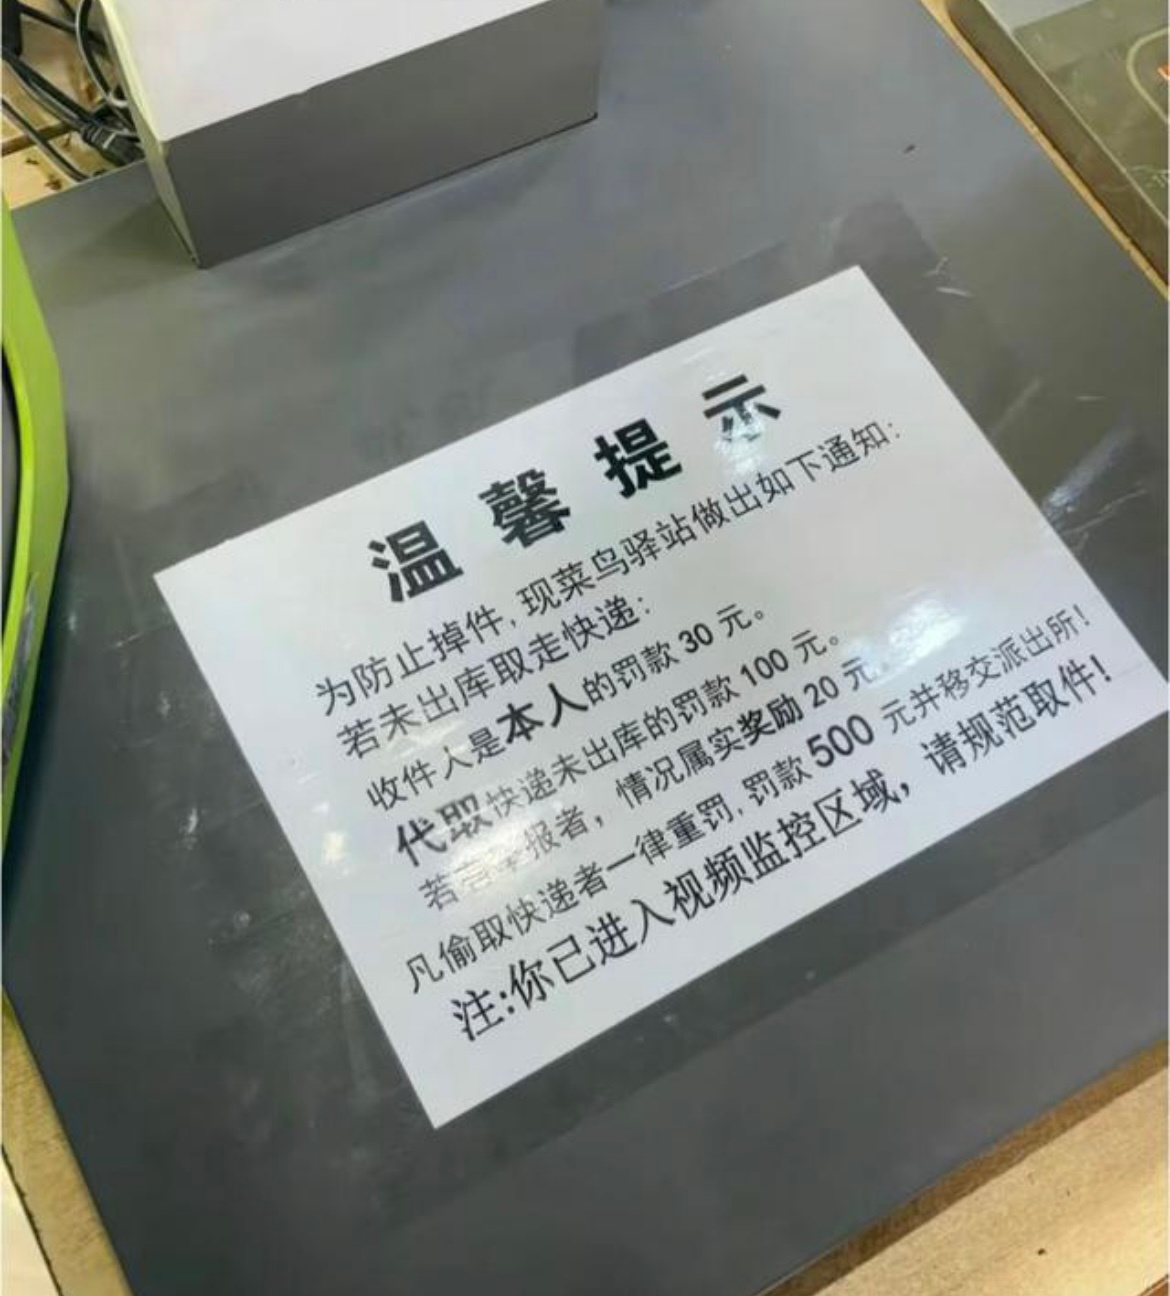 温馨提示
为防止掉件,现菜鸟驿站做出如下通知:
若未出库取走快递:
收件人是本人的罚款 30 元。
代取快递未出库的罚款 100 元。
若有举报者，情况属实奖励 20 元
凡偷取快递者一律重罚,罚款 500 元并移交派出所!
注:你已进入视频监控区域，请规范取件!